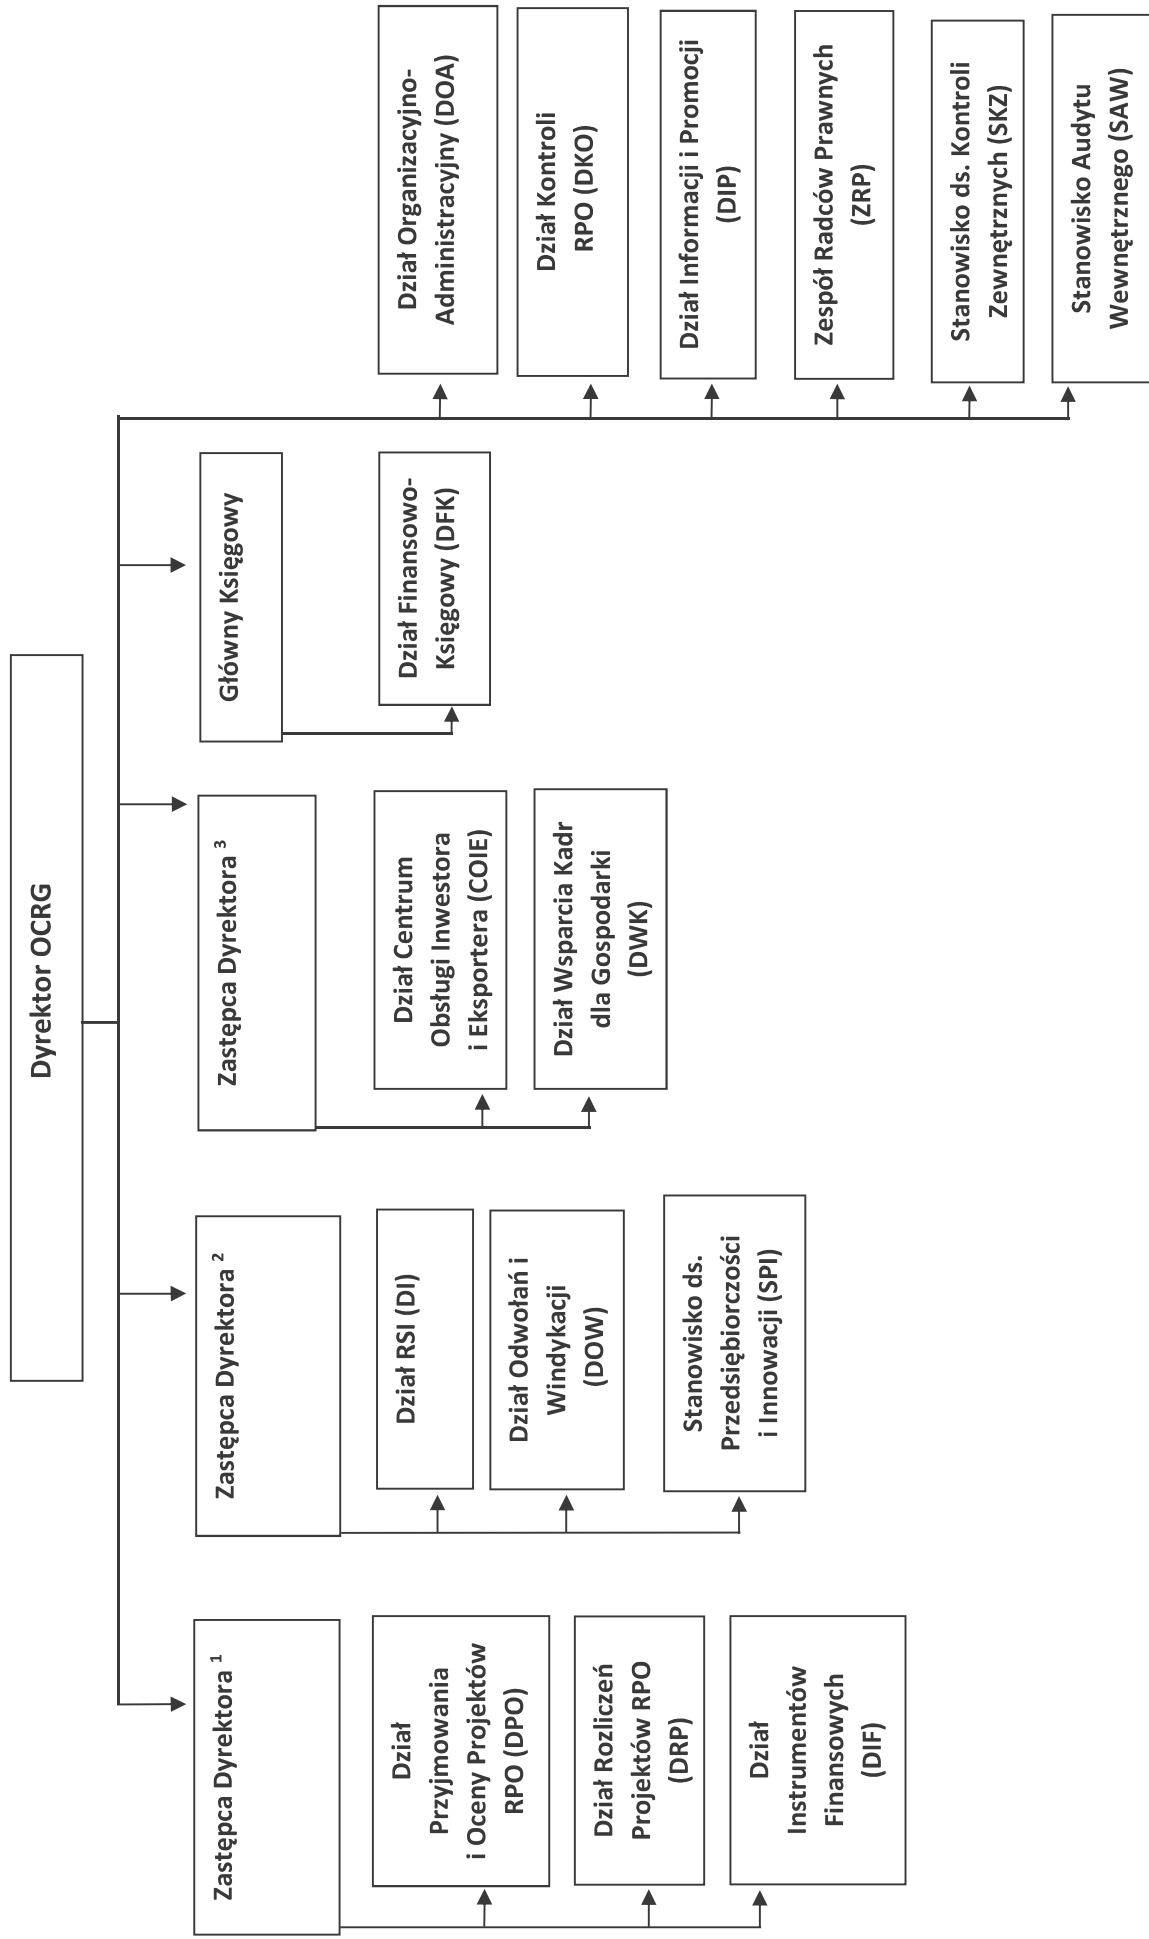 Dyrektor OCRG
Zastępca Dyrektora 1
Dział
Przyjmowania
i Oceny Projektów
RPO (DPO)
Dział Rozliczeń
Projektów RPO
(DRP)
Dział
Instrumentów
Finansowych
(DIF)
Zastępca Dyrektora 2
Dział RSI (DI)
Dział Odwołań i
Windykacji
(DOW)
Stanowisko ds.
Przedsiębiorczości
i Innowacji (SPI)
Zastępca Dyrektora 3
Dział Centrum
Obsługi Inwestora
i Eksportera (COIE)
Dział Wsparcia Kadr
dla Gospodarki
(DWK)
Główny Księgowy
Dział Finansowo-
Księgowy (DFK)
Dział Organizacyjno-
Administracyjny (DOA)
Dział Kontroli
RPO (DKO)
Dział Informacji i Promocji
(DIP)
Zespół Radców Prawnych
(ZRP)
Stanowisko ds. Kontroli
Zewnętrznych (SKZ)
Stanowisko Audytu
Wewnętrznego (SAW)